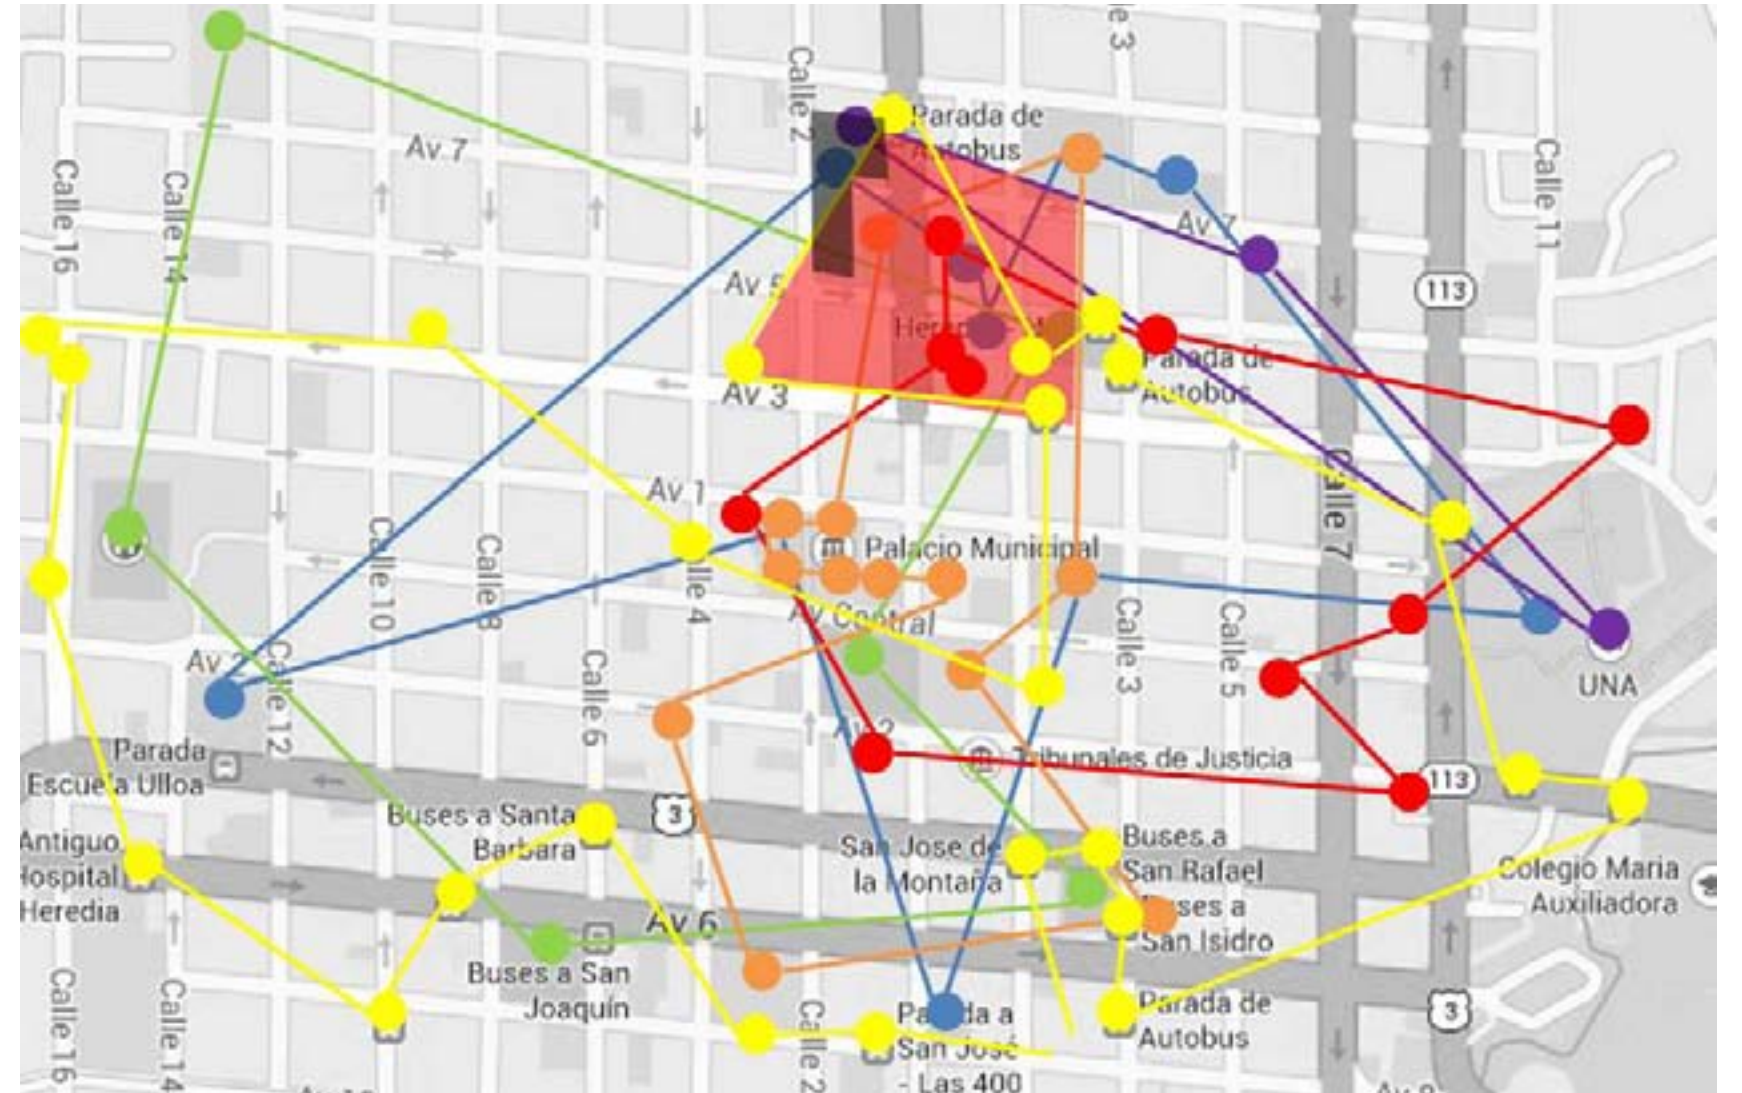 Calle 3
Calle 2
Parada de
Autobus
Av 7
Calle 16
Calle 14
Calle 11
Av 7
Av 5
113
Parada de
Autobus
Av 3
Calle 7
Av 1
Palacio Municipal
Calle 10
Calle 8
Calle 4
Av Central
Calle 3
Calle 5
Av 2
Calle 12
Calle 6
UNA
Av 2
Tribunales de Justicia
Parada
Escuela Ulloa
113
3
Buses a Santa
Barbara
San Jose de
la Montaña
Buses a
San Rafael
Antiguo
Hospital
Heredia
Colegio Maria
Auxiliadora
Av 6
Buses a
San Isidro
Buses a San
Joaquín
Calle 16
Calle 14
Calle 2
Parada a
San José
- Las 400
Parada de
Autobus
3